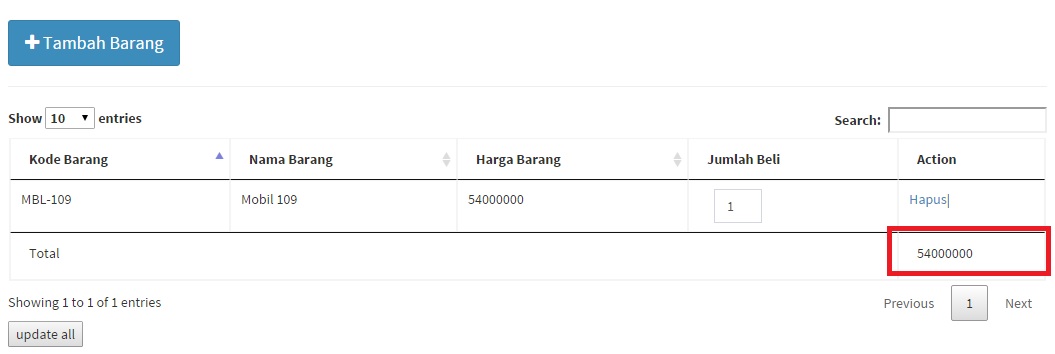 + Tambah Barang
Show 10 entries
Search:
Kode Barang Nama Barang Harga Barang Jumlah Beli Action
MBL-109 Mobil 109 54000000 1 Hapus|
Total 54000000
Showing 1 to 1 of 1 entries
Previous 1 Next
update all